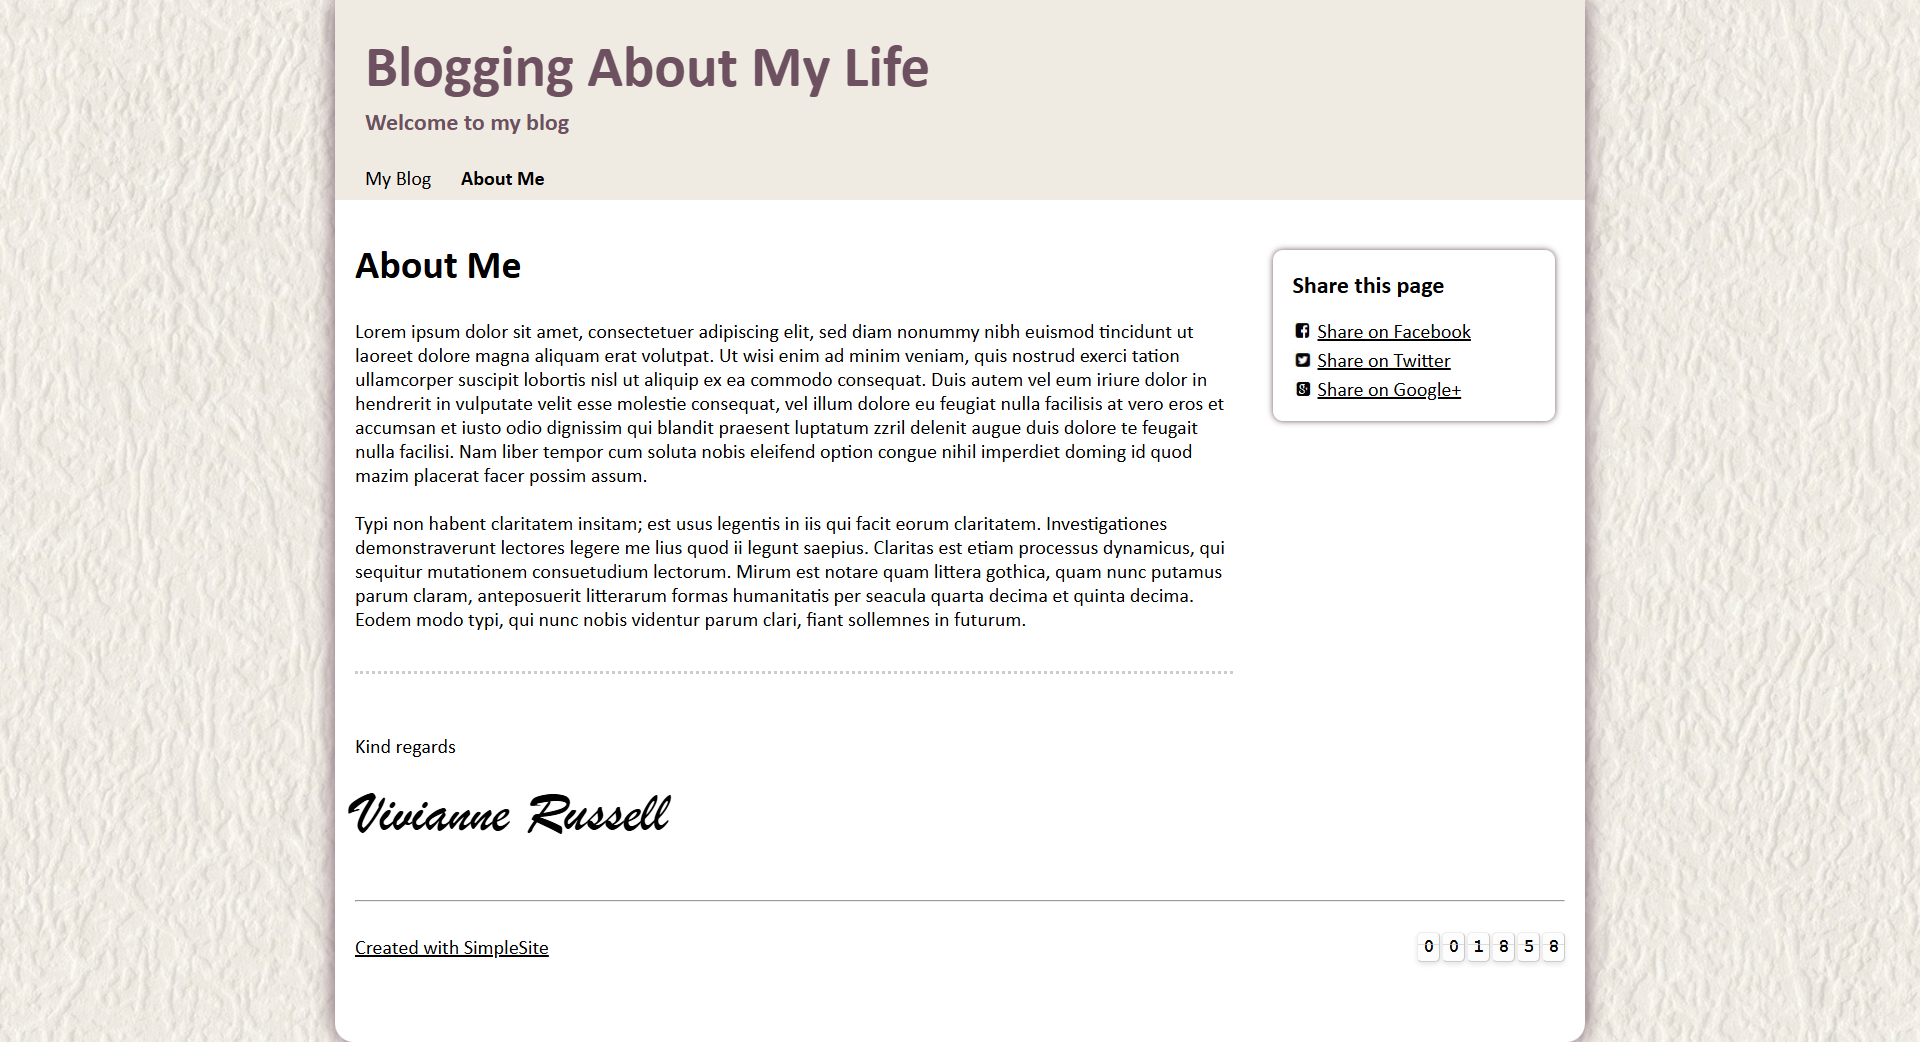 Blogging About My Life
Welcome to my blog
My Blog About Me
About Me
Lorem ipsum dolor sit amet, consectetuer adipiscing elit, sed diam nonummy nibh euismod tincidunt ut
laoreet dolore magna aliquam erat volutpat. Ut wisi enim ad minim veniam, quis nostrud exerci tation
ullamcorper suscipit lobortis nisl ut aliquip ex ea commodo consequat. Duis autem vel eum iriure dolor in
hendrerit in vulputate velit esse molestie consequat, vel illum dolore eu feugiat nulla facilisis at vero eros et
accumsan et iusto odio dignissim qui blandit praesent luptatum zzril delenit augue duis dolore te feugait
nulla facilisi. Nam liber tempor cum soluta nobis eleifend option congue nihil imperdiet doming id quod
mazim placerat facer possim assum.
Typi non habent claritatem insitam; est usus legentis in iis qui facit eorum claritatem. Investigationes
demonstraverunt lectores legere me lius quod ii legunt saepius. Claritas est etiam processus dynamicus, qui
sequitur mutationem consuetudium lectorum. Mirum est notare quam littera gothica, quam nunc putamus
parum claram, anteposuerit litterarum formas humanitatis per seacula quarta decima et quinta decima.
Eodem modo typi, qui nunc nobis videntur parum clari, fiant sollemnes in futurum.
Kind regards
Vivianne Russell
Share this page
Share on Facebook
Share on Twitter
Share on Google+
Created with SimpleSite
001858